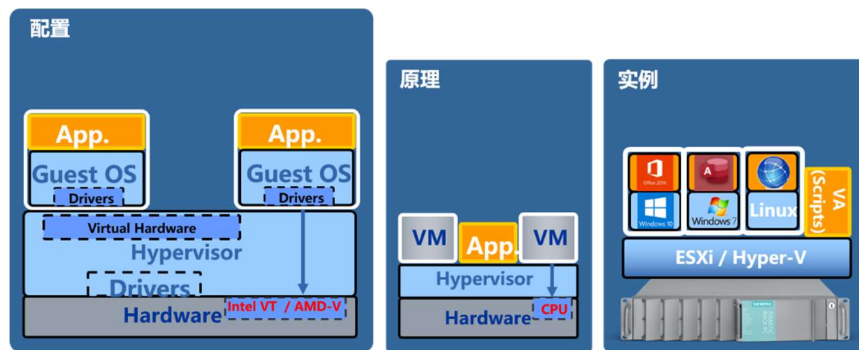 配置
App.
Guest OS
Drivers
App.
Guest OS
Drivers
Virtual Hardware
Hypervisor
Drivers
Hardware
Intel VT / AMD-V
原理
VM
App.
VM
Hypervisor
Hardware
CPU
实例
Office 2016
A
Windows 10
Windows 7
Linux
VA
(Scripts)
ESXi / Hyper-V
SIEMENS